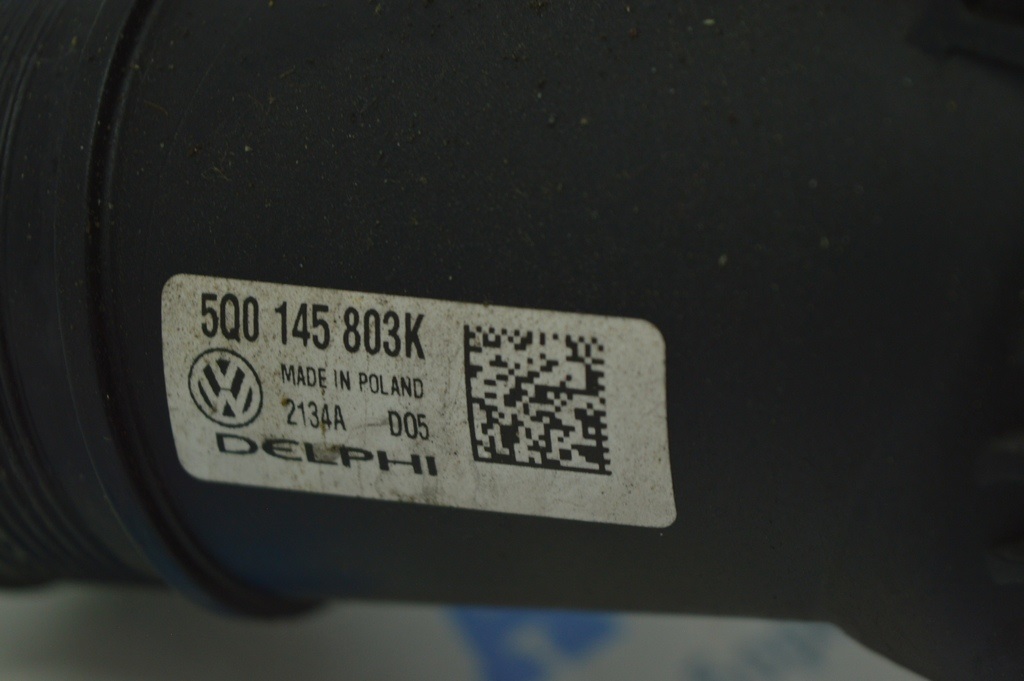 5Q0 145 803K
MADE IN POLAND
2134A D05
DELPHI